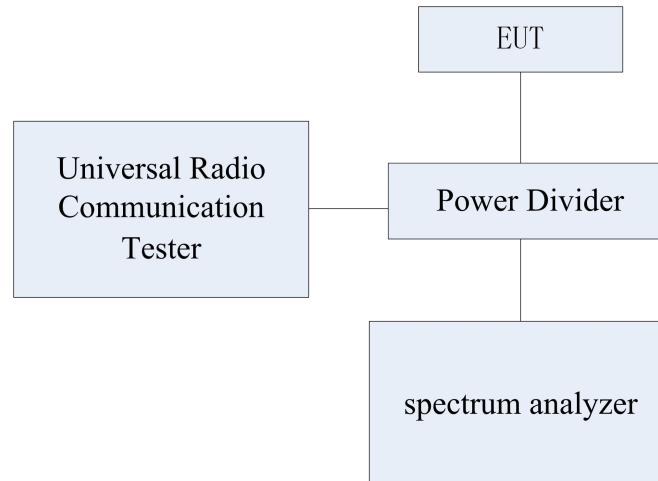 EUT
Universal Radio
Communication
Tester
Power Divider
spectrum analyzer